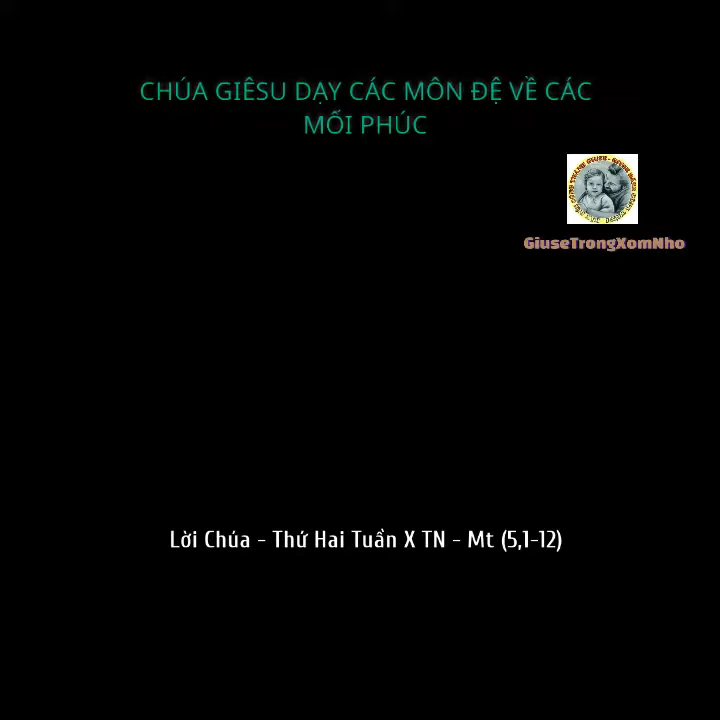 CHÚA GIÊSU DẠY CÁC MÔN ĐỆ VỀ CÁC
MỐI PHÚC
GiuseTrongXomNho
Lời Chúa - Thứ Hai Tuần X TN - Mt (5,1-12)